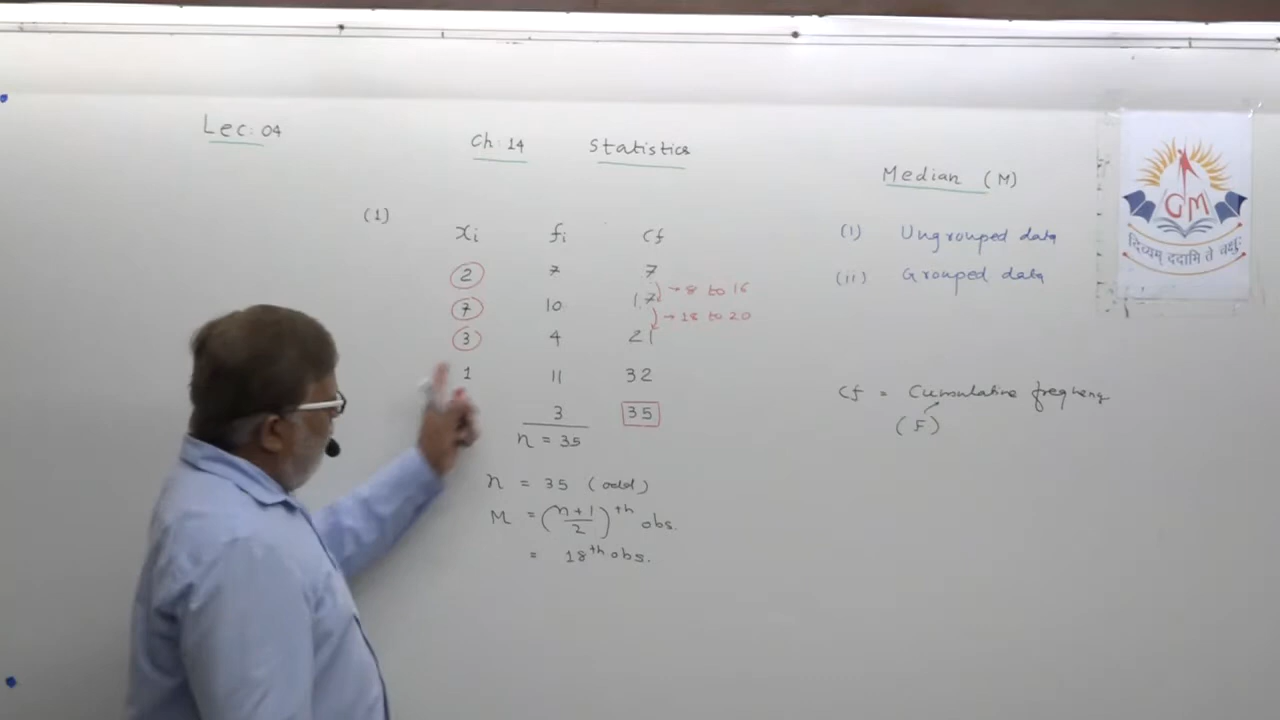 Lec: 04
Ch: 14 Statistics
Median (M)
(i) Ungrouped data
(ii) Grouped data
(1)
xi fi cf
2 7 7
→ 8 to 16
7 10 17
→ 18 to 20
3 4 21
1 11 32
3 35
n = 35
n = 35 (odd)
M = (n+1/2)th obs.
= 18th obs.
cf = Cumulative frequency
(F)
GM
दिव्यम् ददामि ते चक्षुः